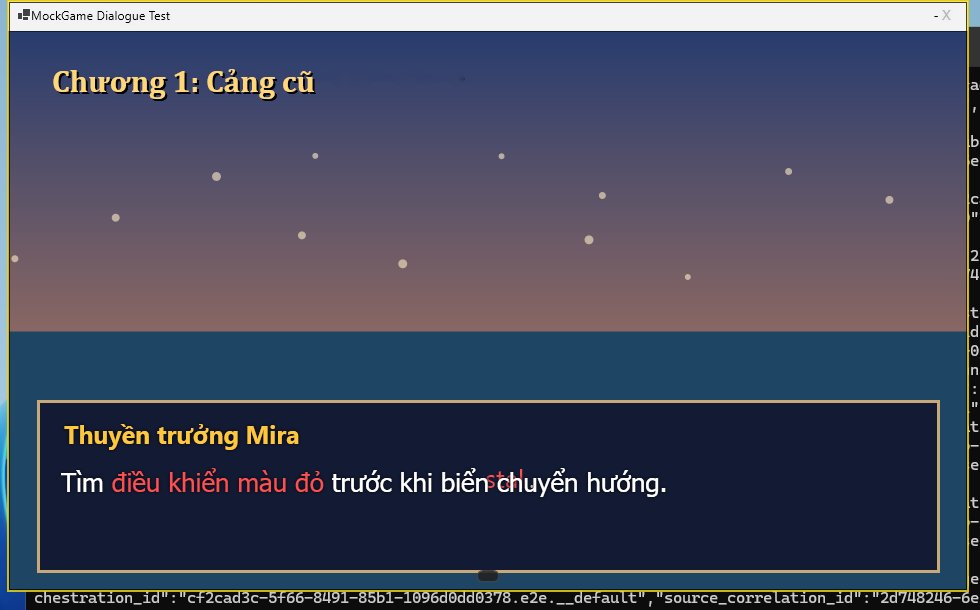 MockGame Dialogue Test
- X
Chương 1: Cảng cũ
Thuyền trưởng Mira
Tìm điều khiển màu đỏ trước khi biển chuyển hướng.
chestration_id":"cf2cad3c-5f66-8491-85b1-1096d0dd0378.e2e.__default","source_correlation_id":"2d748246-6